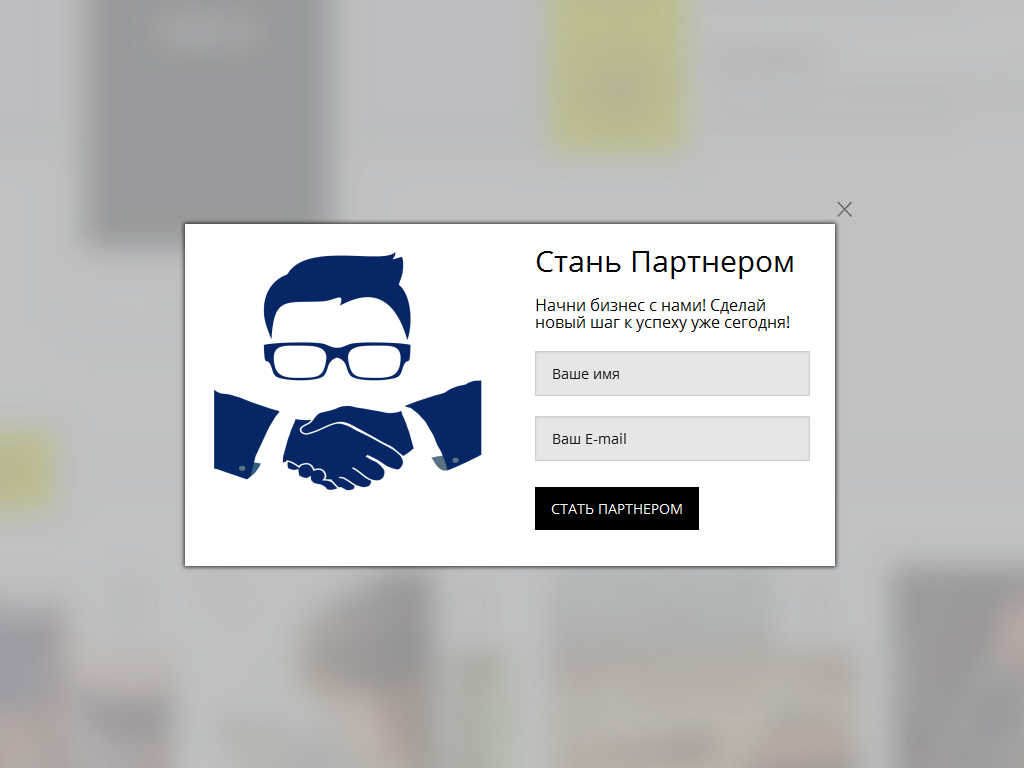 Стань Партнером
Начни бизнес с нами! Сделай
новый шаг к успеху уже сегодня!
Ваше имя
Ваш E-mail
СТАТЬ ПАРТНЕРОМ